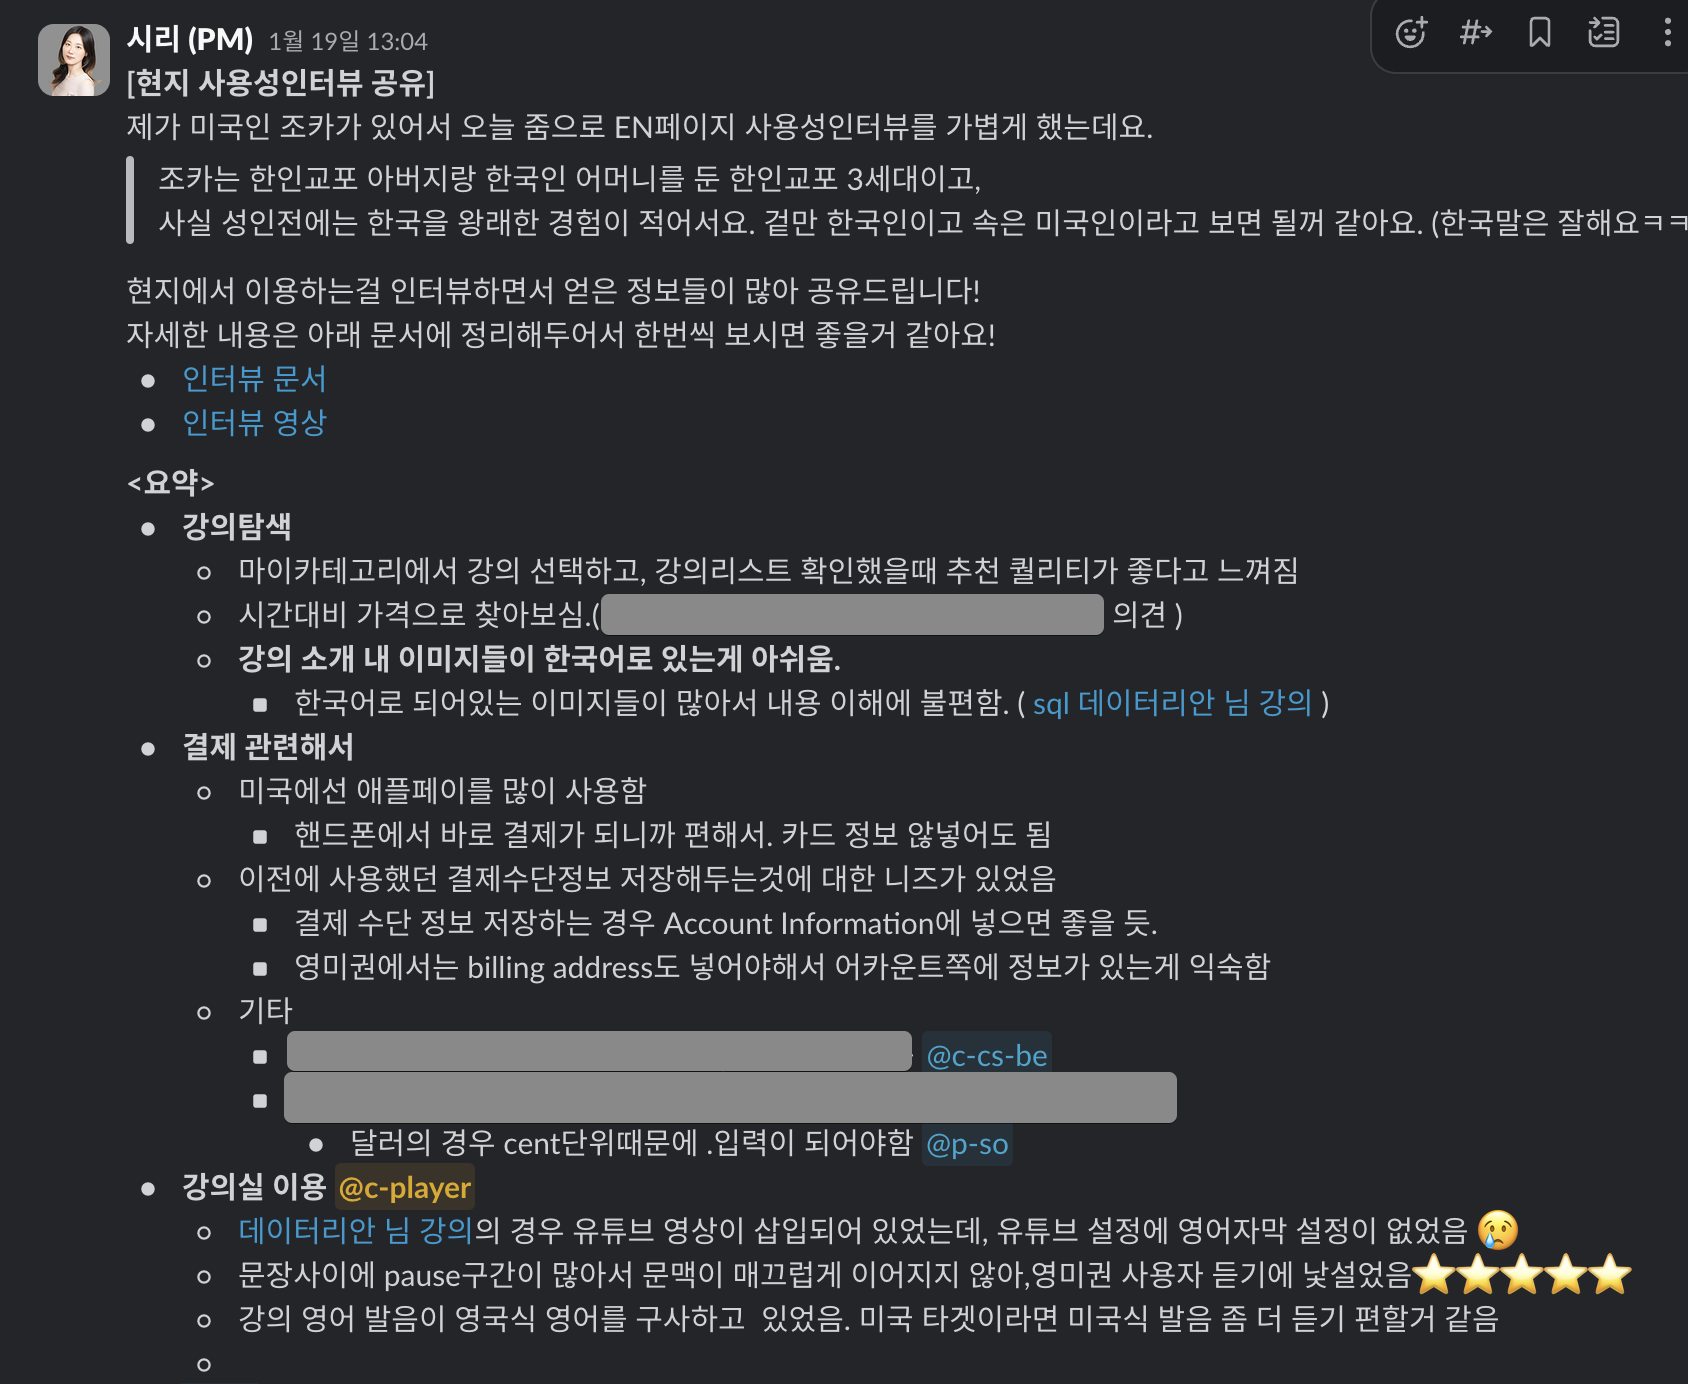 시리 (PM) 1월 19일 13:04
[현지 사용성인터뷰 공유]
제가 미국인 조카가 있어서 오늘 줌으로 EN페이지 사용성인터뷰를 가볍게 했는데요.
조카는 한인교포 아버지랑 한국인 어머니를 둔 한인교포 3세대이고,
사실 성인전에는 한국을 왕래한 경험이 적어서요. 겉만 한국인이고 속은 미국인이라고 보면 될꺼 같아요. (한국말은 잘해요ㅋㅋ
현지에서 이용하는걸 인터뷰하면서 얻은 정보들이 많아 공유드립니다!
자세한 내용은 아래 문서에 정리해두어서 한번씩 보시면 좋을거 같아요!
● 인터뷰 문서
● 인터뷰 영상
<요약>
● 강의탐색
○ 마이카테고리에서 강의 선택하고, 강의리스트 확인했을때 추천 퀄리티가 좋다고 느껴짐
○ 시간대비 가격으로 찾아보심.( 의견 )
○ 강의 소개 내 이미지들이 한국어로 있는게 아쉬움.
■ 한국어로 되어있는 이미지들이 많아서 내용 이해에 불편함. ( sql 데이터리안 님 강의 )
● 결제 관련해서
○ 미국에선 애플페이를 많이 사용함
■ 핸드폰에서 바로 결제가 되니까 편해서. 카드 정보 않넣어도 됨
○ 이전에 사용했던 결제수단정보 저장해두는것에 대한 니즈가 있었음
■ 결제 수단 정보 저장하는 경우 Account Information에 넣으면 좋을 듯.
■ 영미권에서는 billing address도 넣어야해서 어카운트쪽에 정보가 있는게 익숙함
○ 기타
■ @c-cs-be
■
● 달러의 경우 cent단위때문에 .입력이 되어야함 @p-so
● 강의실 이용 @c-player
○ 데이터리안 님 강의의 경우 유튜브 영상이 삽입되어 있었는데, 유튜브 설정에 영어자막 설정이 없었음 😢
○ 문장사이에 pause구간이 많아서 문맥이 매끄럽게 이어지지 않아,영미권 사용자 듣기에 낯설었음⭐⭐⭐⭐⭐
○ 강의 영어 발음이 영국식 영어를 구사하고 있었음. 미국 타겟이라면 미국식 발음 좀 더 듣기 편할거 같음
○